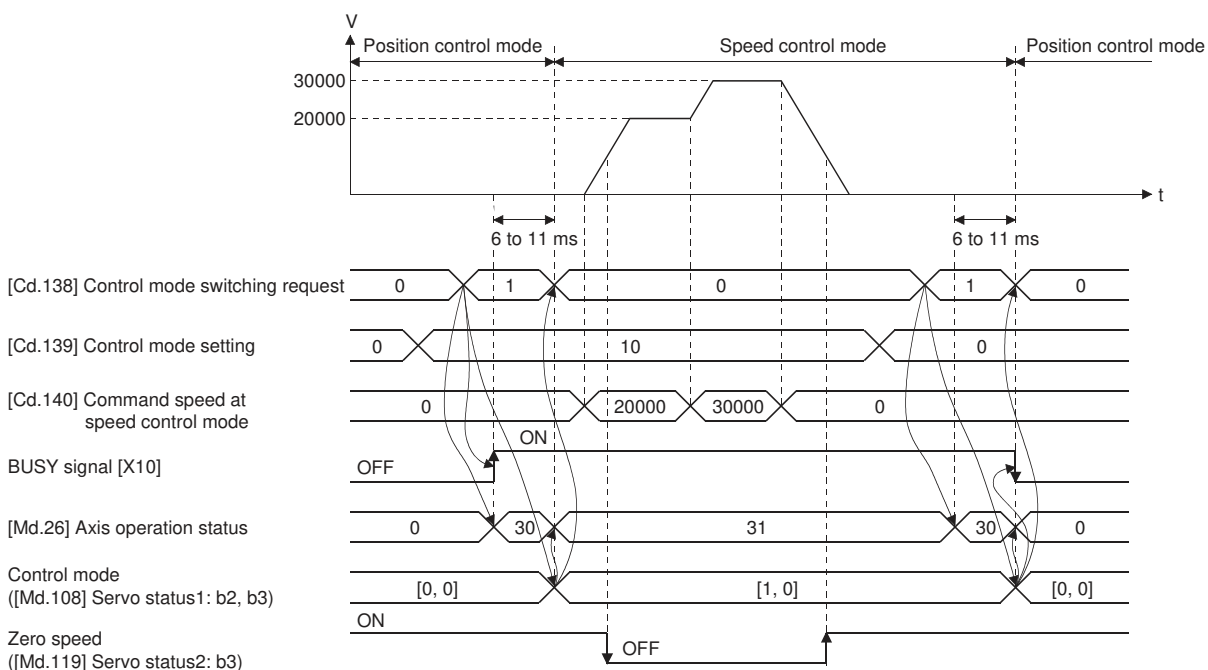 V
Position control mode
Speed control mode
Position control mode
30000
20000
t
6 to 11 ms
6 to 11 ms
[Cd.138] Control mode switching request
0
1
0
1
0
[Cd.139] Control mode setting
0
10
0
[Cd.140] Command speed at
speed control mode
0
20000
30000
0
ON
BUSY signal [X10]
OFF
[Md.26] Axis operation status
0
30
31
30
0
Control mode
([Md.108] Servo status1: b2, b3)
[0, 0]
[1, 0]
[0, 0]
ON
Zero speed
([Md.119] Servo status2: b3)
OFF